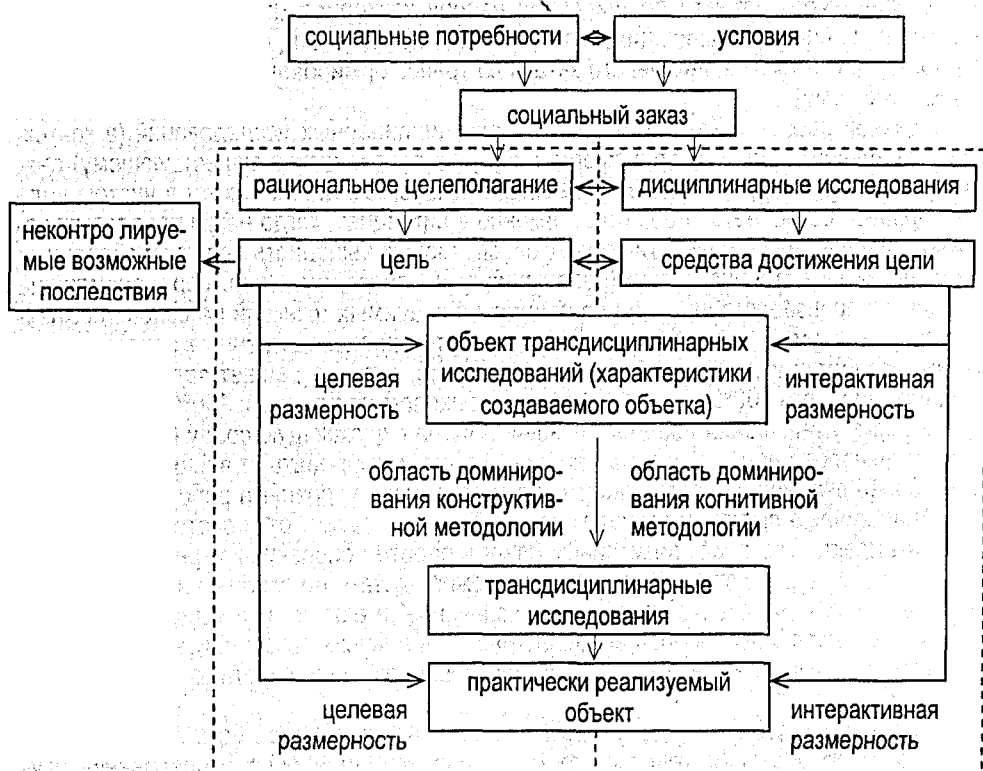 социальные потребности
условия
социальный заказ
рациональное целеполагание
дисциплинарные исследования
неконтро лируе-
мые возможные
последствия
цель
средства достижения цели
объект трансдисциплинарных
исследований (характеристики
создаваемого объетка)
целевая
размерность
интерактивная
размерность
область доминиро-
вания конструктив-
ной методологии
область доминиро-
вания когнитивной
методологии
трансдисциплинарные
исследования
практически реализуемый
объект
целевая
размерность
интерактивная
размерность